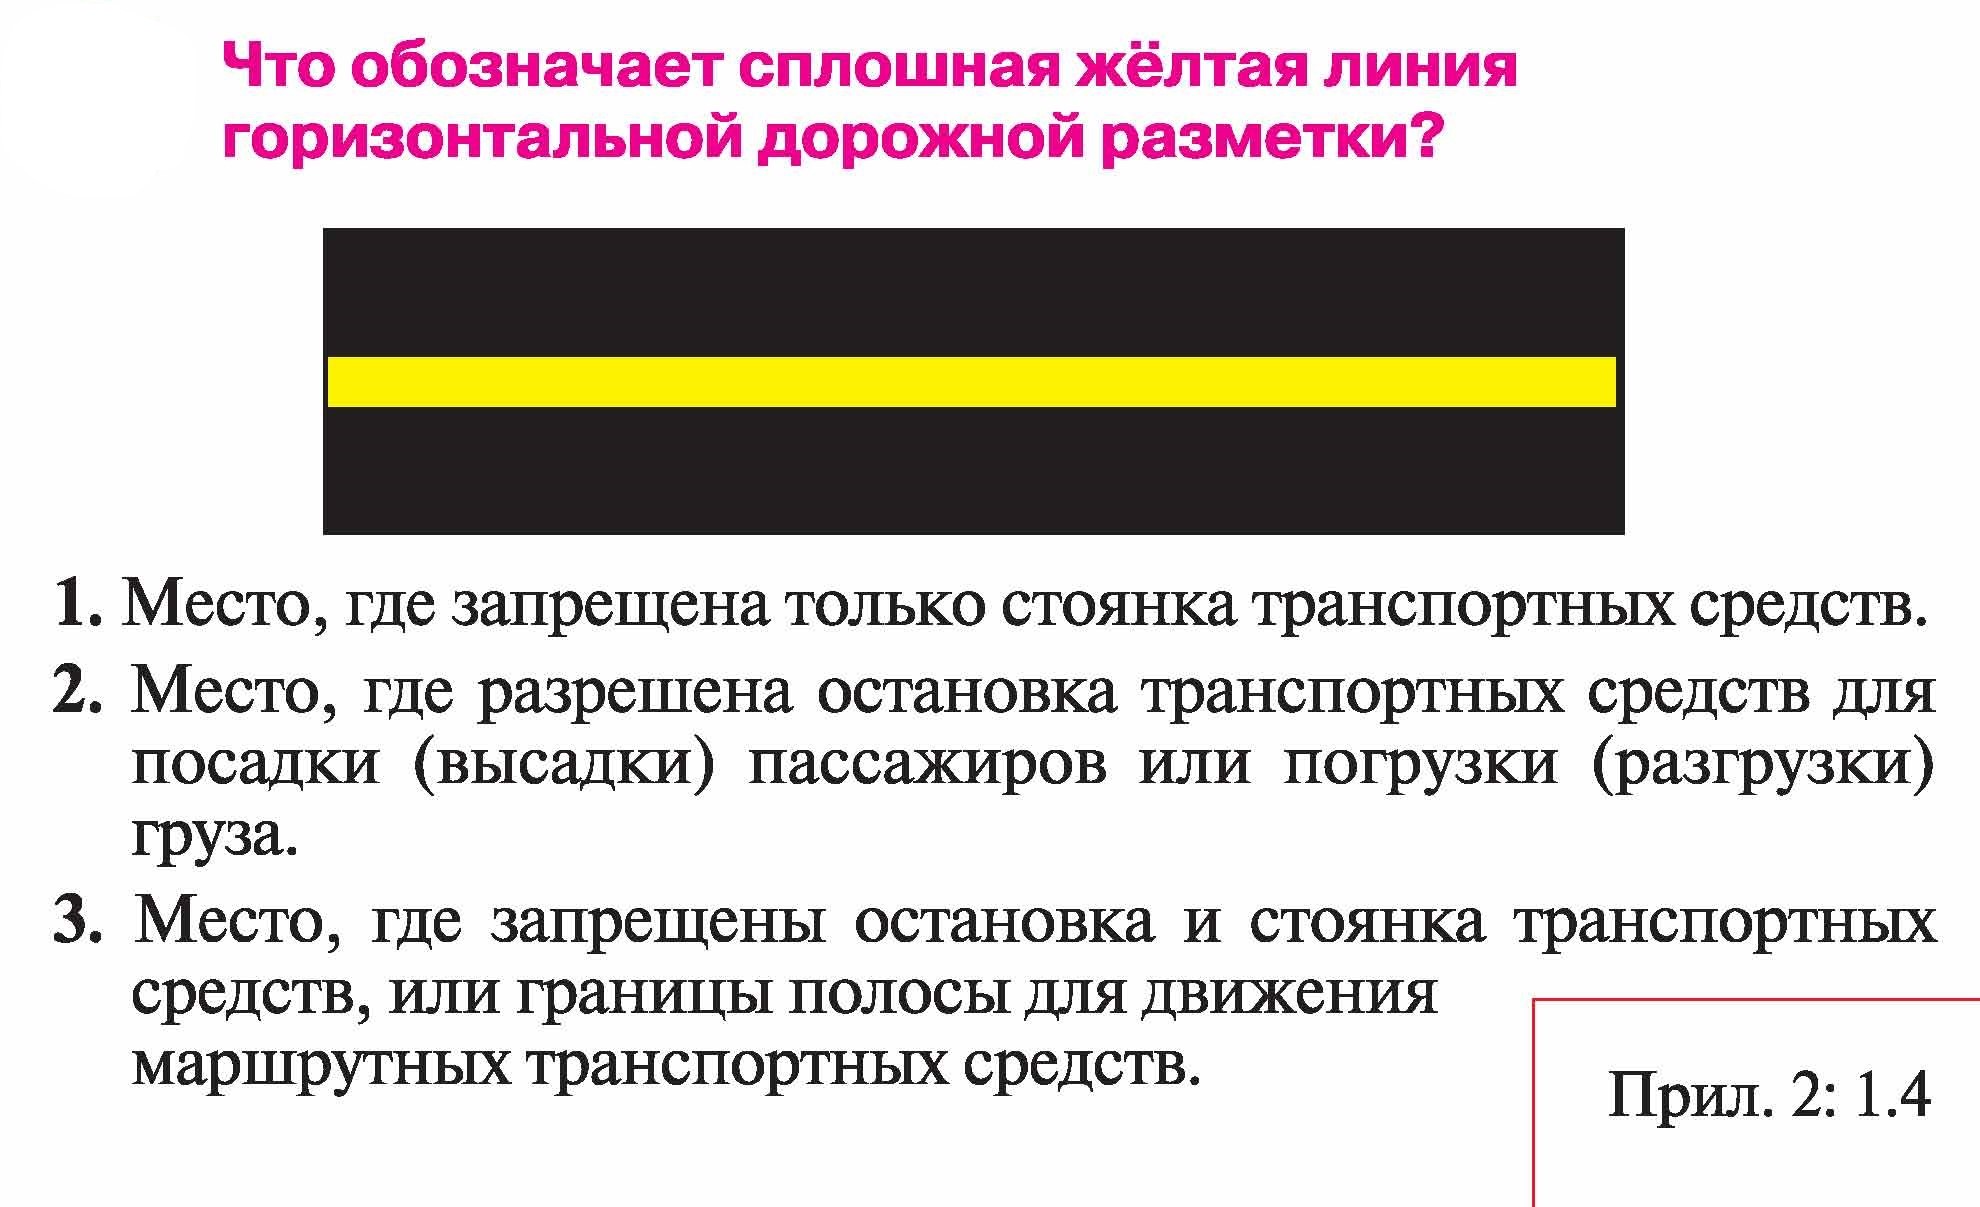 Что обозначает сплошная жёлтая линия
горизонтальной дорожной разметки?
1. Место, где запрещена только стоянка транспортных средств.
2. Место, где разрешена остановка транспортных средств для
посадки (высадки) пассажиров или погрузки (разгрузки)
груза.
3. Место, где запрещены остановка и стоянка транспортных
средств, или границы полосы для движения
маршрутных транспортных средств.
Прил. 2: 1.4